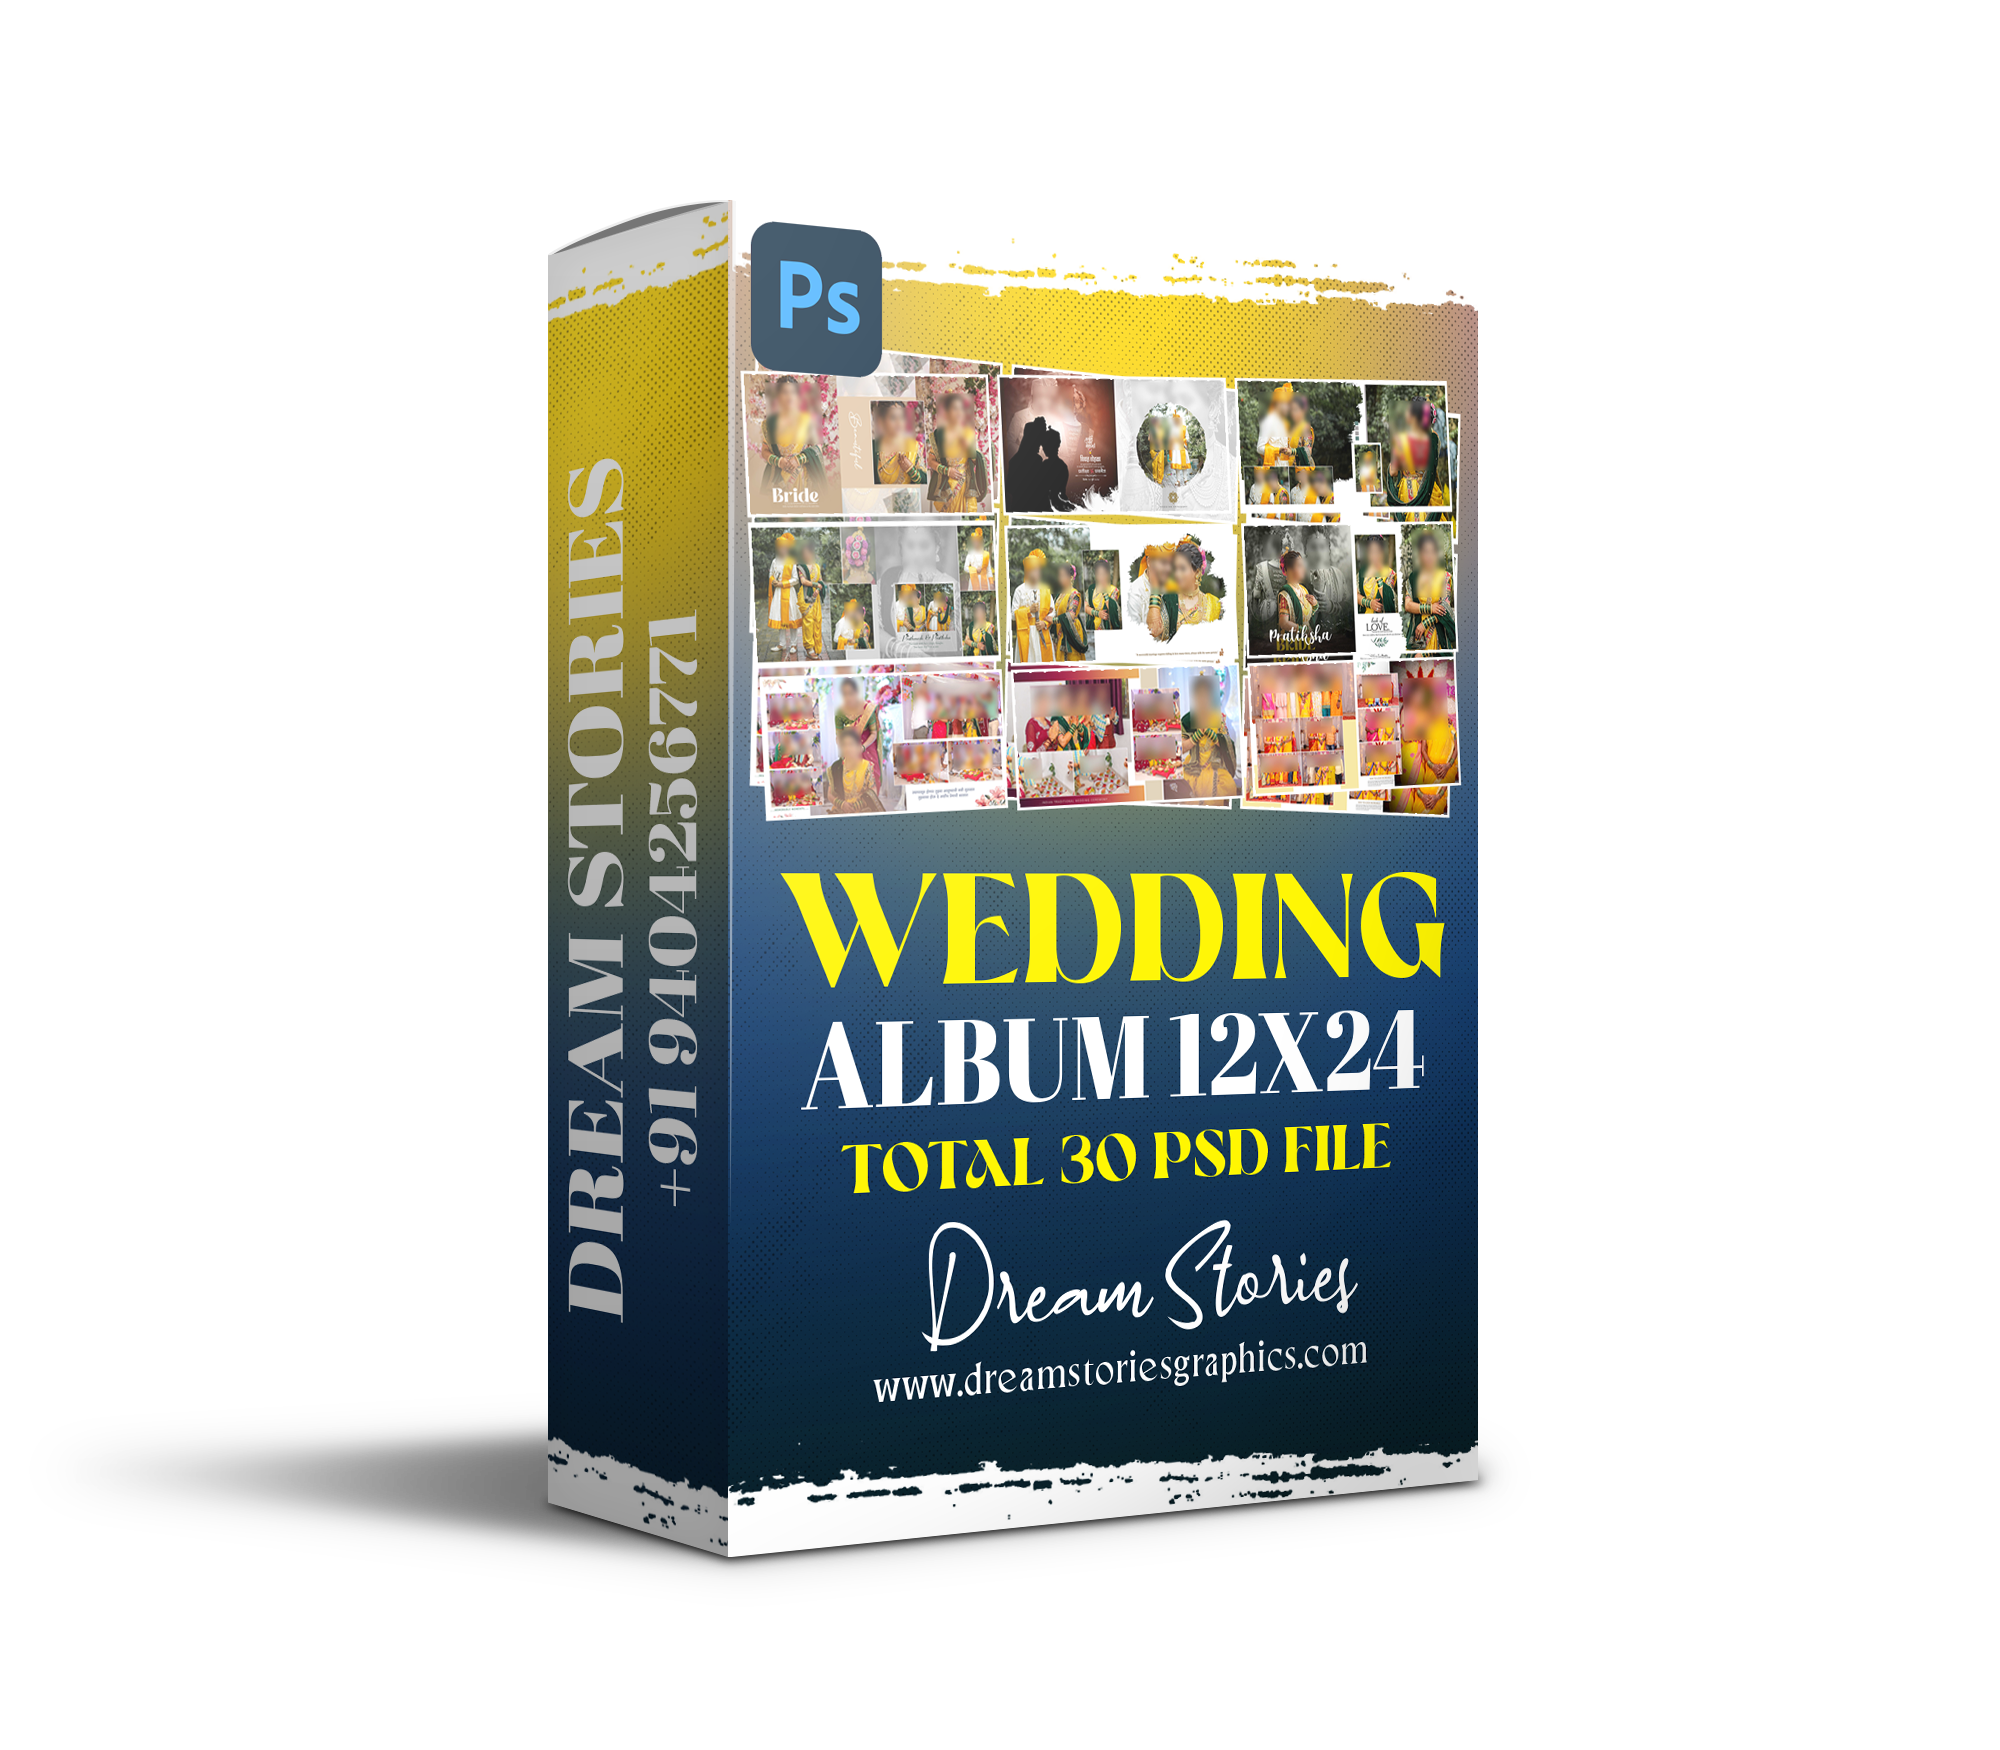 DREAM STORIES
+91 9404256771
Ps
Beautiful
Bride
Pratiksha
BRIDE
LOVE
WEDDING
ALBUM 12X24
TOTAL 30 PSD FILE
Dream Stories
www.dreamstoriesgraphics.com